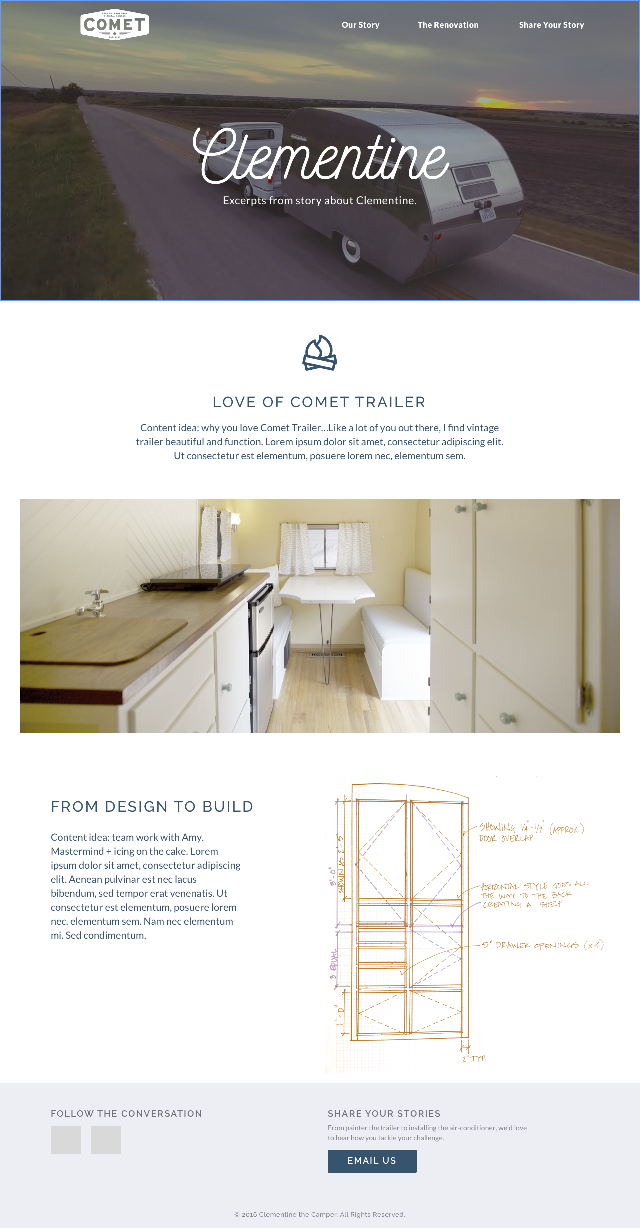 COMET
Our Story
The Renovation
Share Your Story
Clementine
Excerpts from story about Clementine.
LOVE OF COMET TRAILER
Content idea: why you love Comet Trailer...Like a lot of you out there, I find vintage
trailer beautiful and function. Lorem ipsum dolor sit amet, consectetur adipiscing elit.
Ut consectetur est elementum, posuere lorem nec, elementum sem.
FROM DESIGN TO BUILD
Content idea: team work with Amy.
Mastermind + icing on the cake. Lorem
ipsum dolor sit amet, consectetur adipiscing
elit. Aenean pulvinar est nec lacus
bibendum, sed tempor erat venenatis. Ut
consectetur est elementum, posuere lorem
nec, elementum sem. Nam nec elementum
mi. Sed condimentum.
SHOWING 1/4"-1/2" (APPROX)
DOOR OVERLAP
HORIZONTAL STYLE GOES ALL
THE WAY TO THE BACK
CREATING A SHELF
5" DRAWER OPENINGS (x 3)
3 EQUAL
1'-0"
2" TYP
FOLLOW THE CONVERSATION
SHARE YOUR STORIES
From painter the trailer to installing the air-conditioner, we'd love
to hear how you tackle your challenge.
EMAIL US
© 2016 Clementine the Camper. All Rights Reserved.